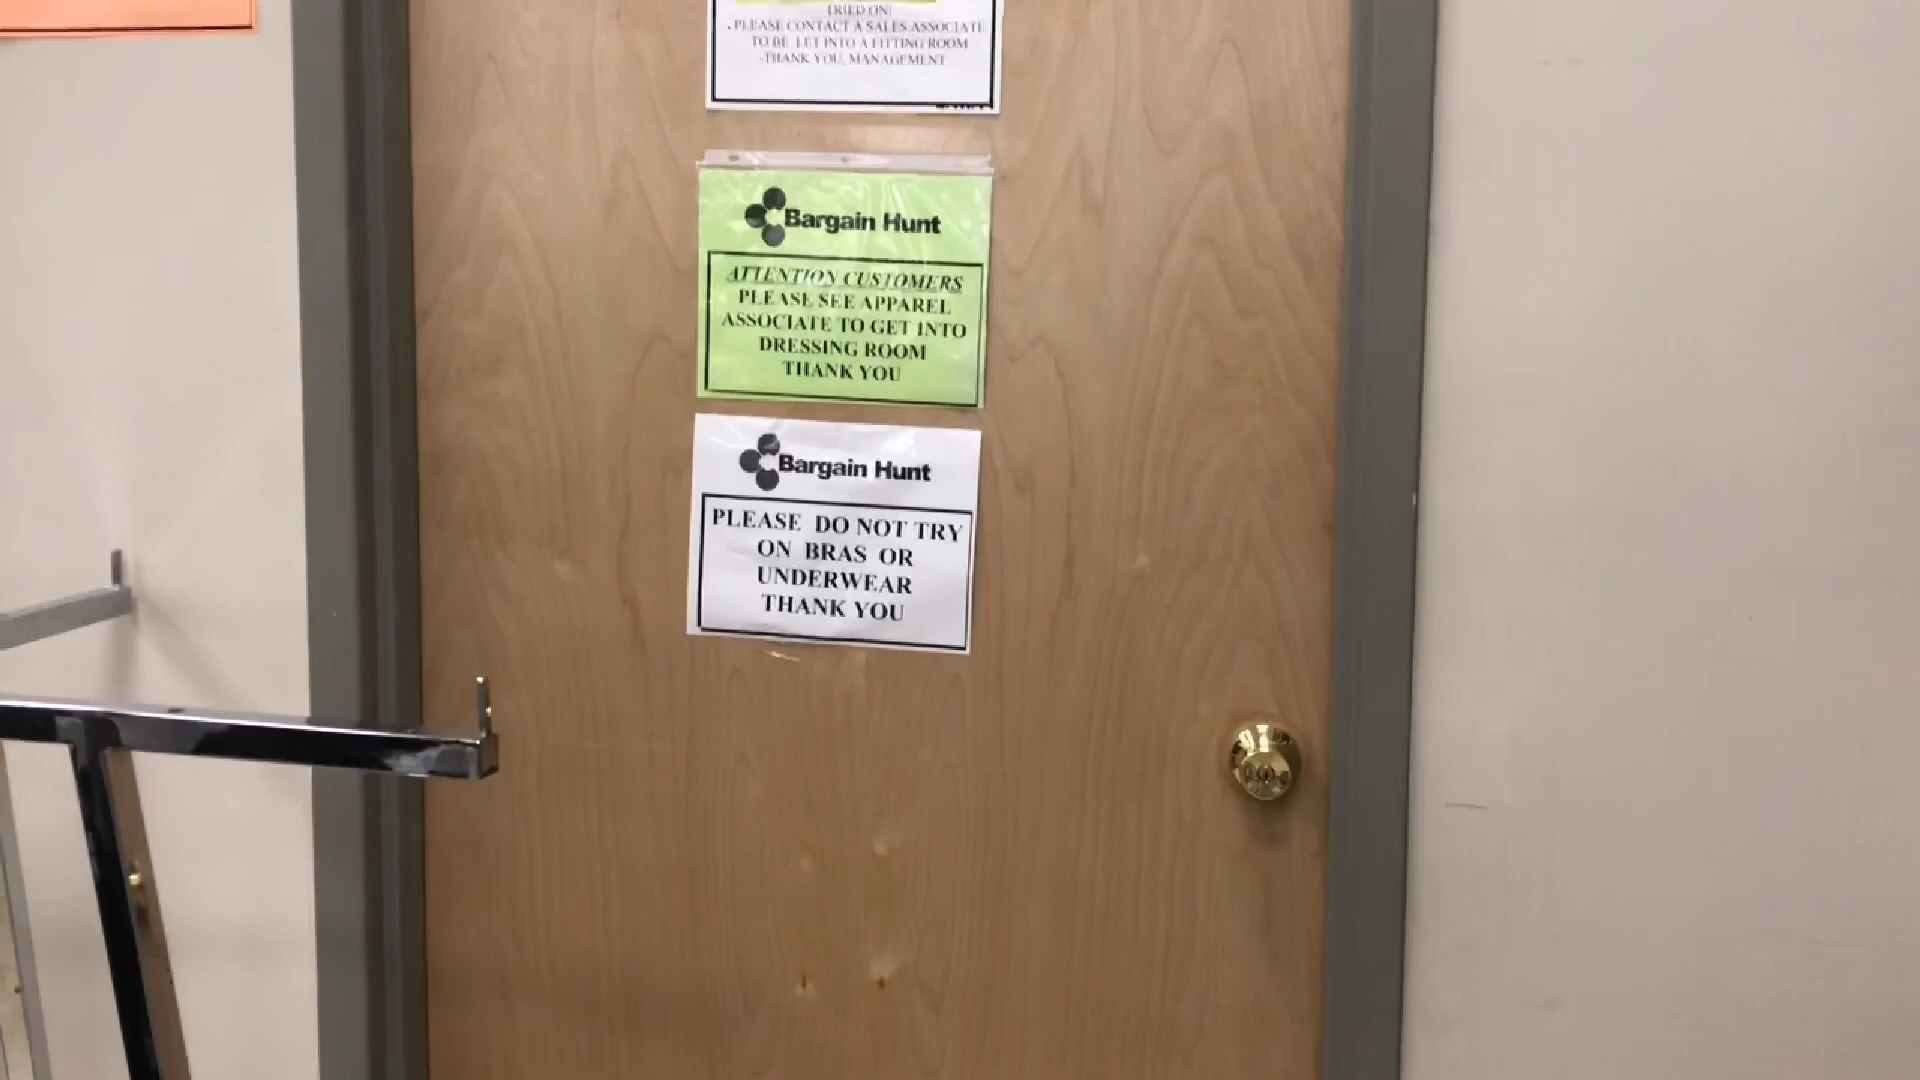 TRIED ON!
. PLEASE CONTACT A SALES ASSOCIATE
TO BE LET INTO A FITTING ROOM
-THANK YOU, MANAGEMENT
Bargain Hunt
ATTENTION CUSTOMERS
PLEASE SEE APPAREL
ASSOCIATE TO GET INTO
DRESSING ROOM
THANK YOU
Bargain Hunt
PLEASE DO NOT TRY
ON BRAS OR
UNDERWEAR
THANK YOU